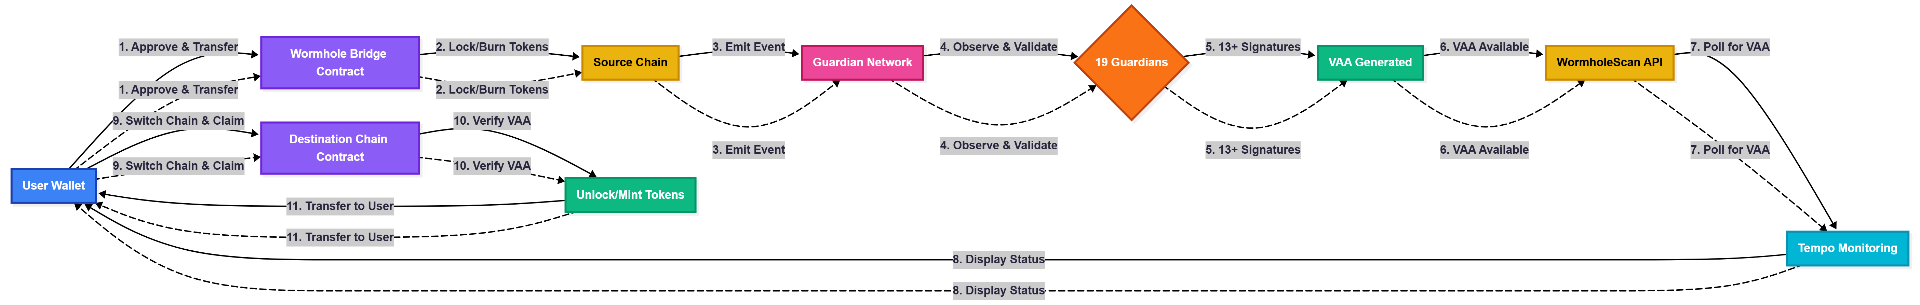 1. Approve & Transfer
Wormhole Bridge
Contract
2. Lock/Burn Tokens
Source Chain
3. Emit Event
Guardian Network
4. Observe & Validate
19 Guardians
5. 13+ Signatures
VAA Generated
6. VAA Available
WormholeScan API
7. Poll for VAA
1. Approve & Transfer
2. Lock/Burn Tokens
9. Switch Chain & Claim
Destination Chain
Contract
10. Verify VAA
3. Emit Event
4. Observe & Validate
5. 13+ Signatures
6. VAA Available
7. Poll for VAA
9. Switch Chain & Claim
10. Verify VAA
User Wallet
Unlock/Mint Tokens
11. Transfer to User
11. Transfer to User
Tempo Monitoring
8. Display Status
8. Display Status